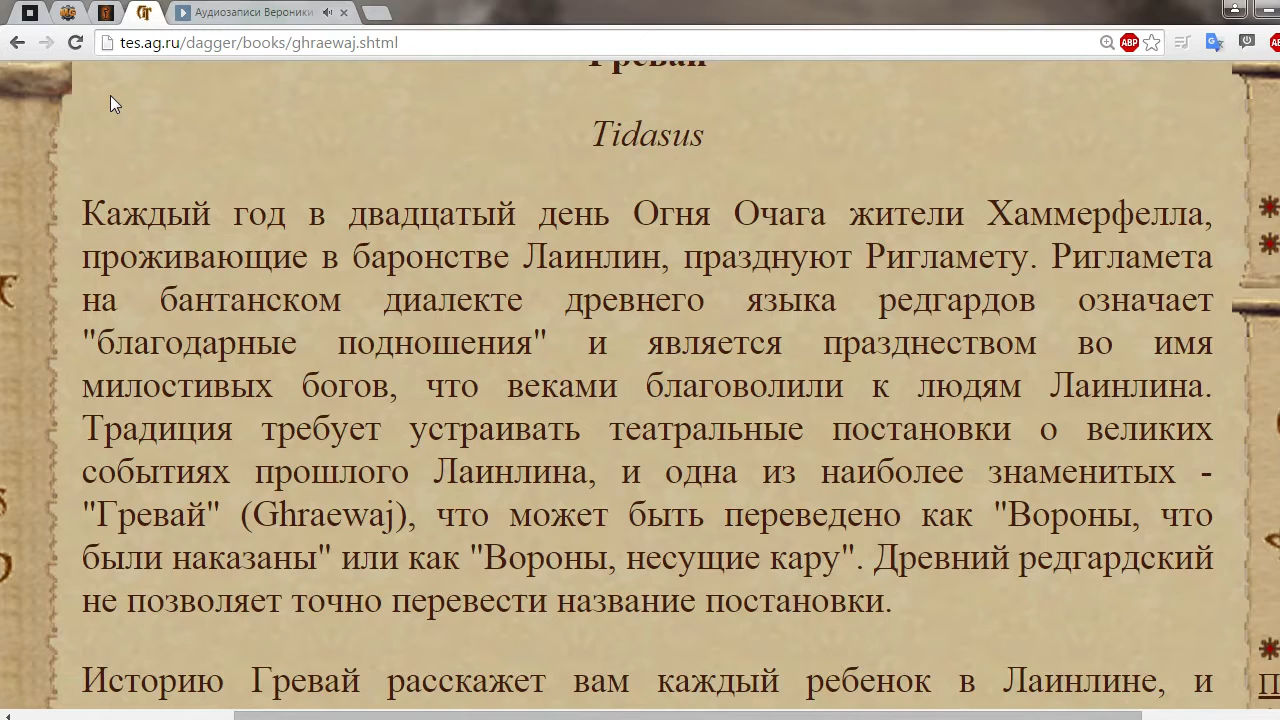 Аудиозаписи Вероники
tes.ag.ru/dagger/books/ghraewaj.shtml
ABP
Гревай
Tidasus
Каждый год в двадцатый день Огня Очага жители Хаммерфелла,
проживающие в баронстве Лаинлин, празднуют Ригламету. Ригламета
на бантанском диалекте древнего языка редгардов означает
"благодарные подношения" и является празднеством во имя
милостивых богов, что веками благоволили к людям Лаинлина.
Традиция требует устраивать театральные постановки о великих
событиях прошлого Лаинлина, и одна из наиболее знаменитых -
"Гревай" (Ghraewaj), что может быть переведено как "Вороны, что
были наказаны" или как "Вороны, несущие кару". Древний редгардский
не позволяет точно перевести название постановки.
Историю Гревай расскажет вам каждый ребенок в Лаинлине, и